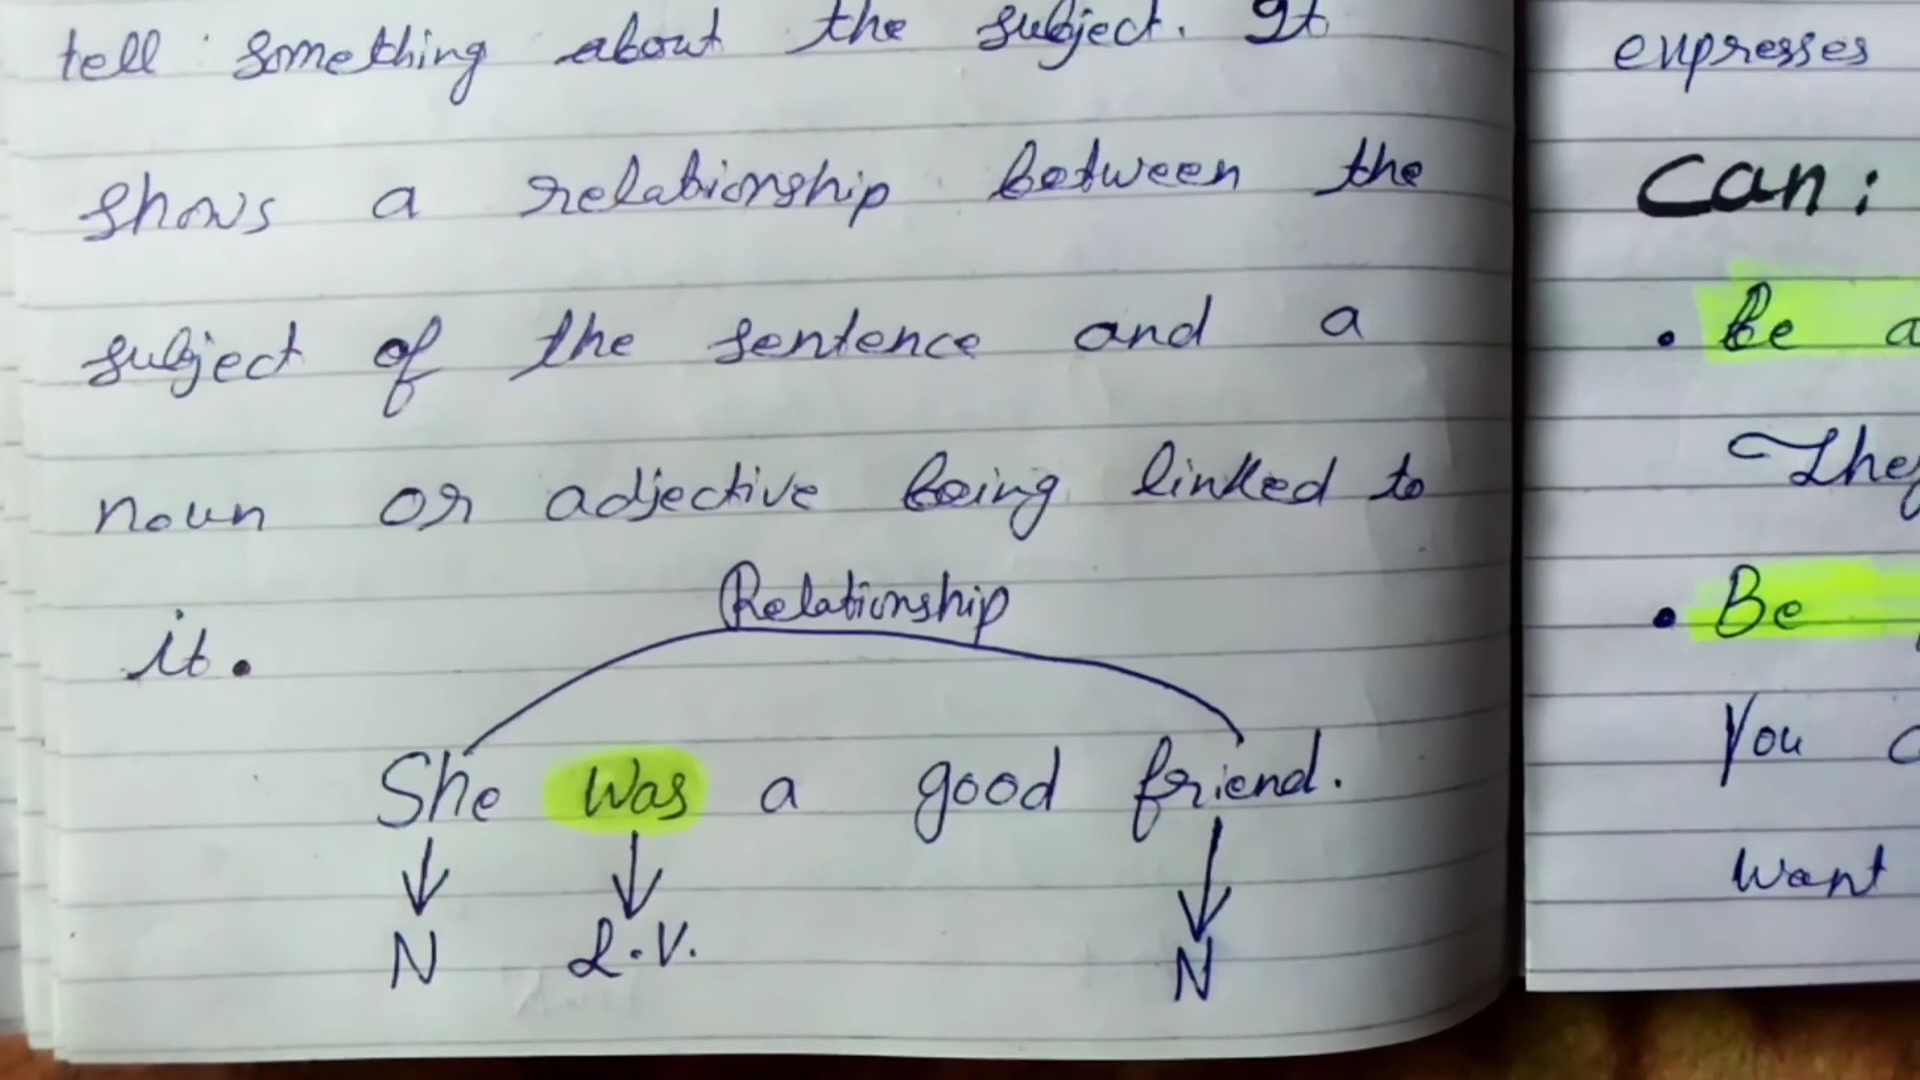 tell something about the subject. It
shows a relationship between the
subject of the sentence and a
noun or adjective being linked to
it.
Relationship
She was a good friend.
N L.V. N
expresses
Can:
• Be a
They
• Be
You
want